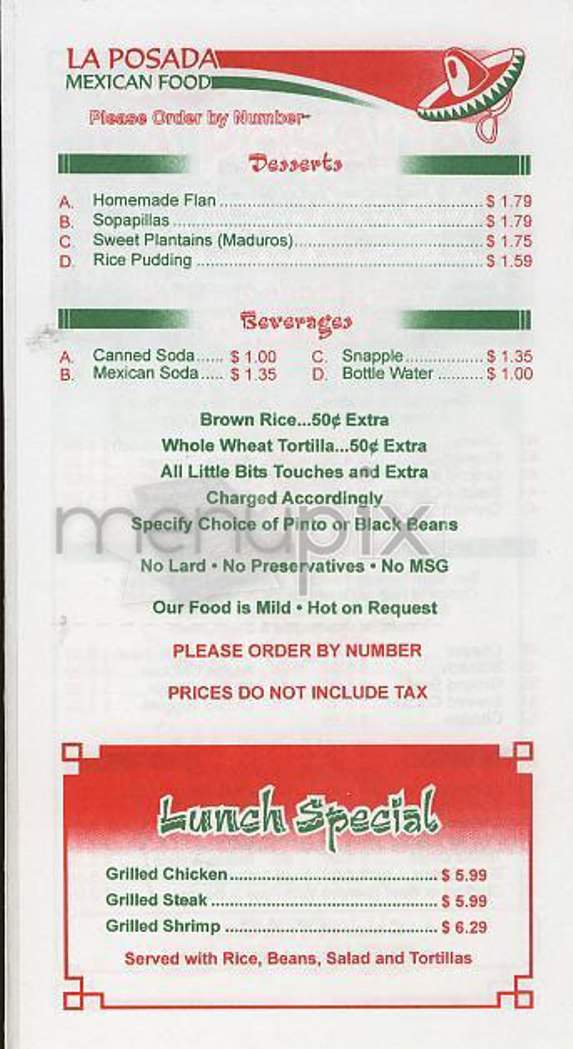 LA POSADA
MEXICAN FOOD
Please Order by Number
Desserts
A. Homemade Flan ........ $ 1.79
B. Sopapillas ........ $ 1.79
C. Sweet Plantains (Maduros) ........ $ 1.75
D. Rice Pudding ........ $ 1.59
Beverages
A. Canned Soda...... $ 1.00 C. Snapple ........ $ 1.35
B. Mexican Soda..... $ 1.35 D. Bottle Water .......... $ 1.00
Brown Rice...50¢ Extra
Whole Wheat Tortilla...50¢ Extra
All Little Bits Touches and Extra
Charged Accordingly
Specify Choice of Pinto or Black Beans
menupix
No Lard • No Preservatives • No MSG
Our Food is Mild • Hot on Request
PLEASE ORDER BY NUMBER
PRICES DO NOT INCLUDE TAX
Lunch Special
Grilled Chicken ........ $ 5.99
Grilled Steak ........ $ 5.99
Grilled Shrimp ........ $ 6.29
Served with Rice, Beans, Salad and Tortillas